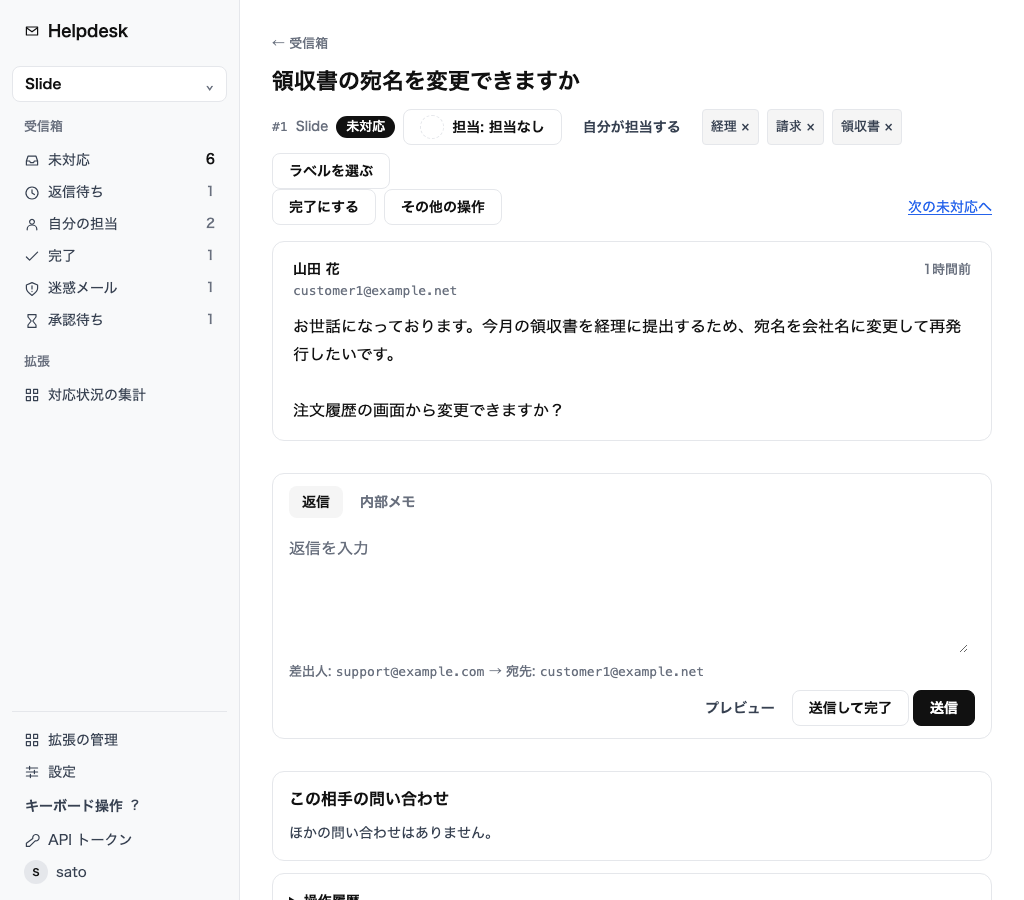 Helpdesk
Slide
受信箱
未対応 6
返信待ち 1
自分の担当 2
完了 1
迷惑メール 1
承認待ち 1
拡張
対応状況の集計
拡張の管理
設定
キーボード操作 ?
API トークン
S sato
← 受信箱
領収書の宛名を変更できますか
#1 Slide 未対応 担当: 担当なし 自分が担当する 経理 × 請求 × 領収書 ×
ラベルを選ぶ
完了にする その他の操作 次の未対応へ
山田 花 1時間前
customer1@example.net
お世話になっております。今月の領収書を経理に提出するため、宛名を会社名に変更して再発
行したいです。
注文履歴の画面から変更できますか？
返信 内部メモ
返信を入力
差出人: support@example.com → 宛先: customer1@example.net
プレビュー 送信して完了 送信
この相手の問い合わせ
ほかの問い合わせはありません。
操作履歴